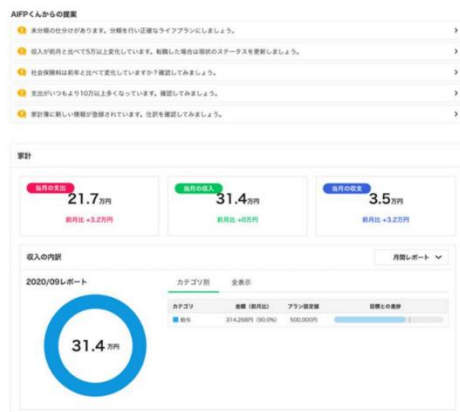 AIFPくんからの提案
未分類の仕分けがあります。分類を行い正確なライフプランにしましょう。
収入が前月と比べて5万以上変化しています。転職した場合は現状のステータスを更新しましょう。
社会保険料は前年と比べて変化していますか？確認してみましょう。
支出がいつもより10万以上多くなっています。確認してみましょう。
家計簿に新しい情報が登録されています。仕訳を確認してみましょう。
家計
当月の支出
21.7万円
前月比 +3.2万円
当月の収入
31.4万円
前月比 +0万円
当月の収支
3.5万円
前月比 +3.2万円
収入の内訳
月間レポート
2020/09レポート
カテゴリ別 全表示
カテゴリ 金額（前月比） プラン設定値 目標との進捗
給与 314,268円（90.0%） 500,000円
31.4 万円